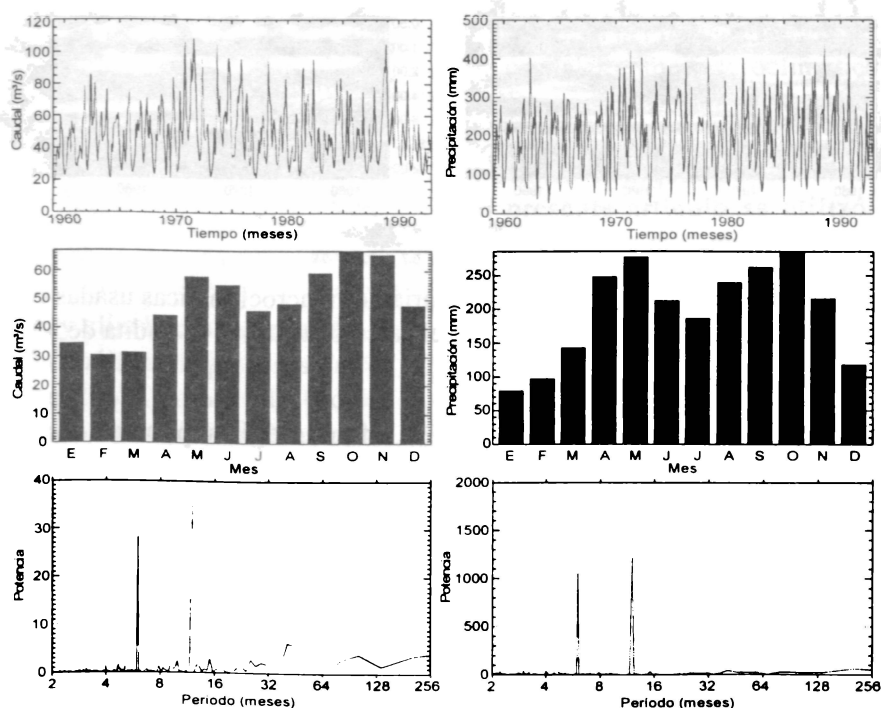 120
100
80
60
40
20
0
Caudal (m³/s)
1960 1970 1980 1990
Tiempo (meses)
500
400
300
200
100
0
Precipitación (mm)
1960 1970 1980 1990
Tiempo (meses)
60
50
40
30
20
10
0
Caudal (m³/s)
E F M A M J J A S O N D
Mes
usadas
de
250
200
150
100
50
0
Precipitación (mm)
E F M A M J J A S O N D
Mes
40
30
20
10
0
Potencia
2 4 8 16 32 64 128 256
Período (meses)
2000
1500
1000
500
0
Potencia
2 4 8 16 32 64 128 256
Período (meses)